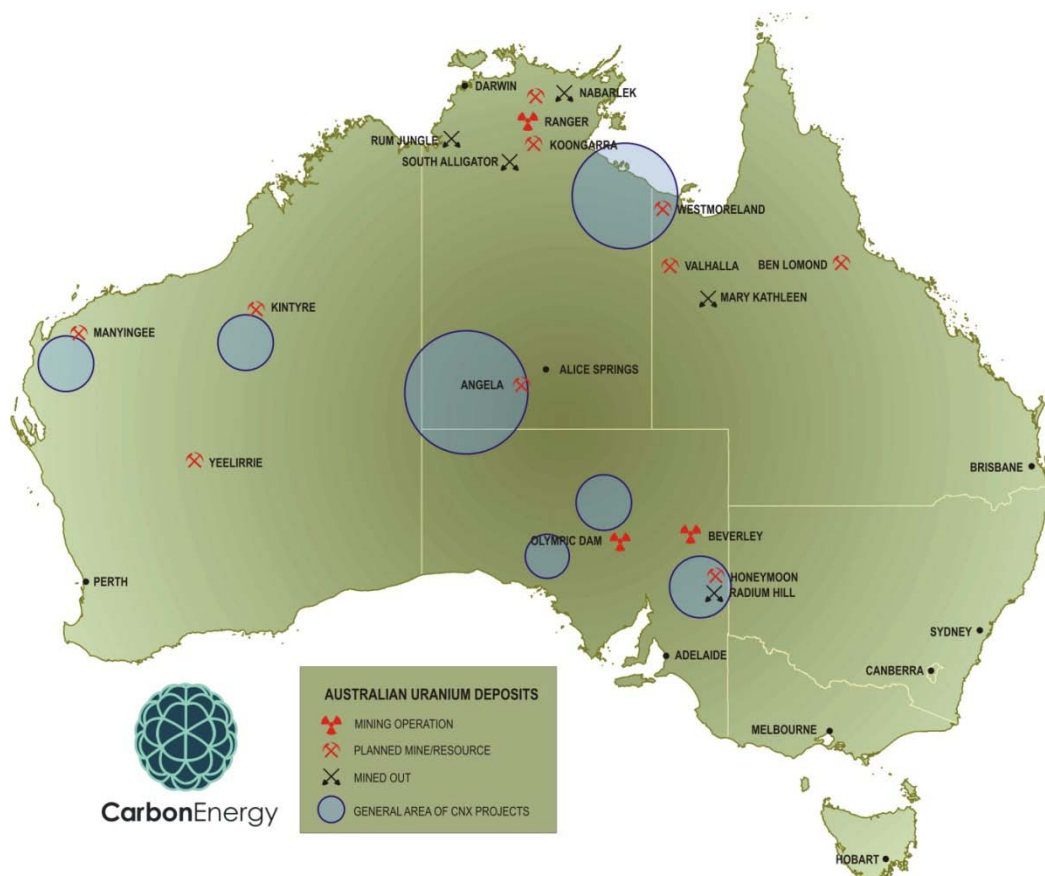 DARWIN
NABARLEK
RANGER
RUM JUNGLE
KOONGARRA
SOUTH ALLIGATOR
WESTMORELAND
VALHALLA
BEN LOMOND
MARY KATHLEEN
KINTYRE
MANYINGEE
ALICE SPRINGS
ANGELA
YEELIRRIE
BRISBANE
OLYMPIC DAM
BEVERLEY
PERTH
HONEYMOON
RADIUM HILL
SYDNEY
ADELAIDE
CANBERRA
MELBOURNE
HOBART
AUSTRALIAN URANIUM DEPOSITS
MINING OPERATION
PLANNED MINE/RESOURCE
MINED OUT
GENERAL AREA OF CNX PROJECTS
CarbonEnergy